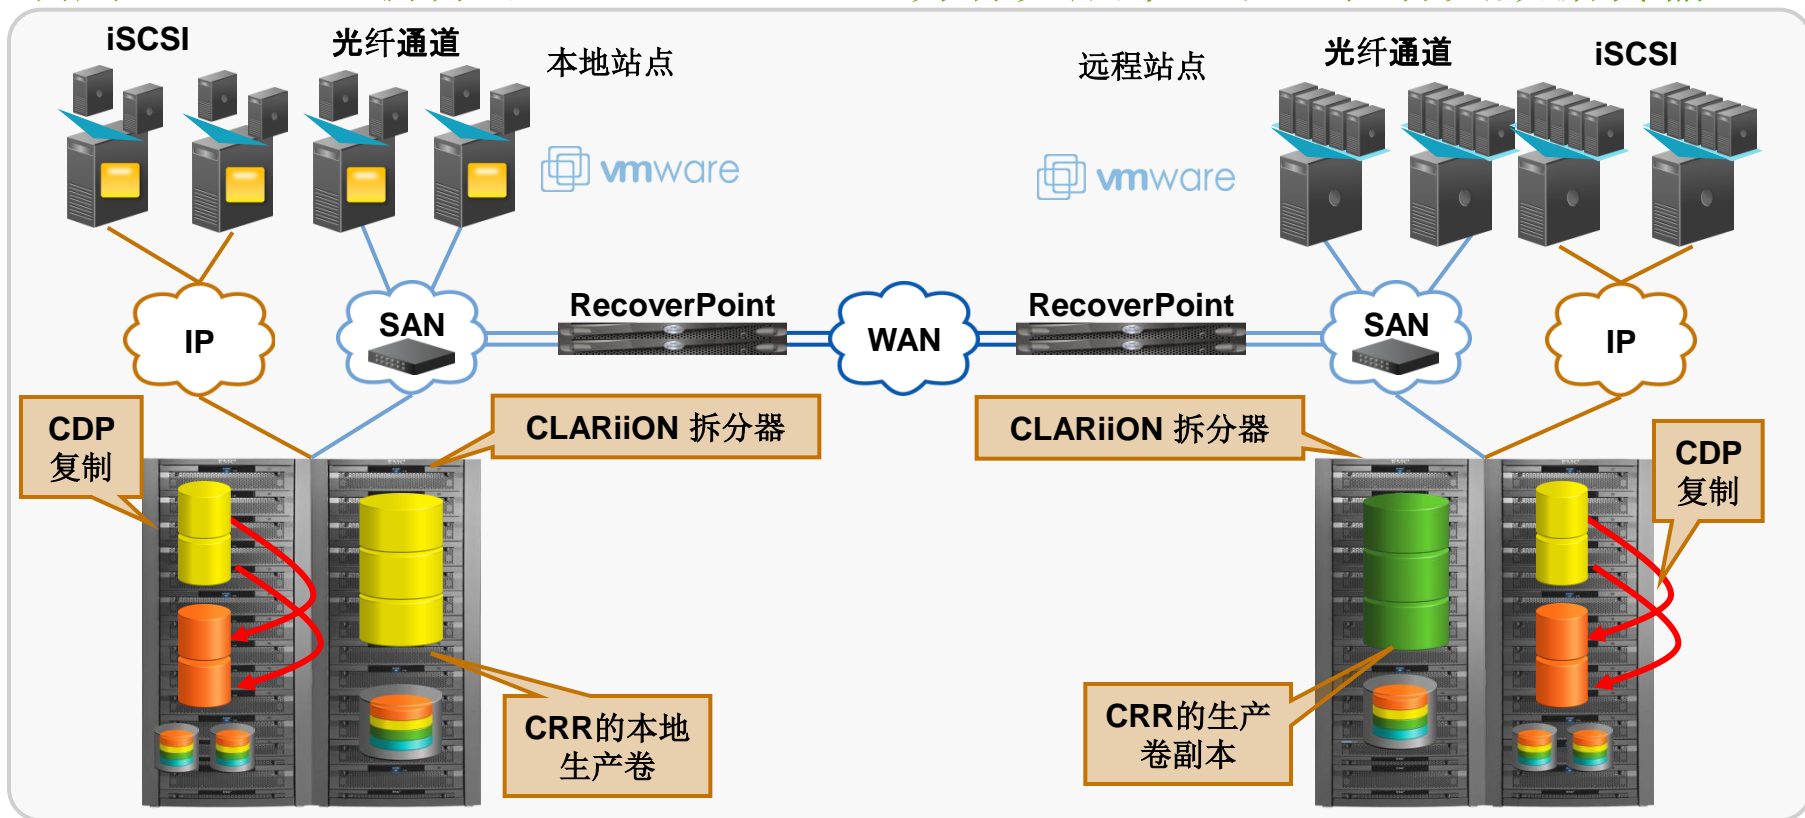 iSCSI
光纤通道
本地站点
远程站点
光纤通道
iSCSI
vmware
vmware
IP
SAN
RecoverPoint
WAN
RecoverPoint
SAN
IP
CDP
复制
CLARiiON 拆分器
CLARiiON 拆分器
CDP
复制
CRR的本地
生产卷
CRR的生产
卷副本